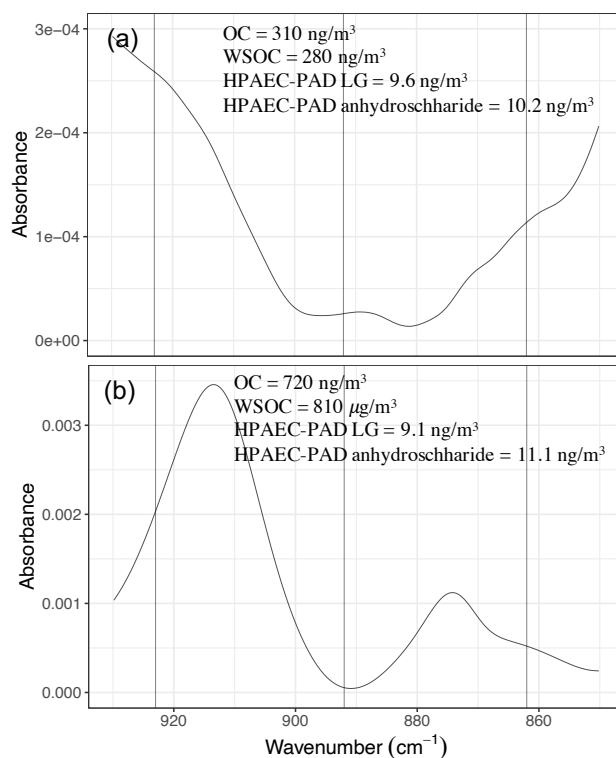 (a)
OC = 310 ng/m³
WSOC = 280 ng/m³
HPAEC-PAD LG = 9.6 ng/m³
HPAEC-PAD anhydroschharide = 10.2 ng/m³
3e−04
2e−04
1e−04
0e+00
Absorbance
(b)
OC = 720 ng/m³
WSOC = 810 µg/m³
HPAEC-PAD LG = 9.1 ng/m³
HPAEC-PAD anhydroschharide = 11.1 ng/m³
0.003
0.002
0.001
0.000
Absorbance
920 900 880 860
Wavenumber (cm⁻¹)